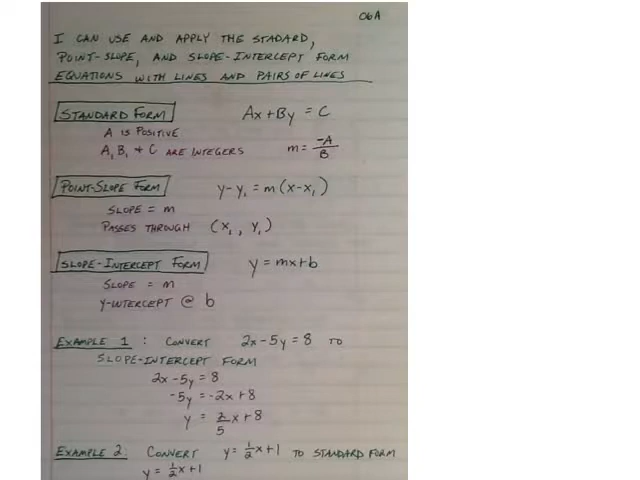 06A
I CAN USE AND APPLY THE STADARD,
POINT-SLOPE, AND SLOPE-INTERCEPT FORM
EQUATIONS WITH LINES AND PAIRS OF LINES
STANDARD FORM Ax+By = C
A IS POSITIVE
A, B, + C ARE INTEGERS m = -A/B
POINT-SLOPE FORM y-y₁ = m(x-x₁)
SLOPE = m
PASSES THROUGH (x₁, y₁)
SLOPE-INTERCEPT FORM y = mx+b
SLOPE = m
Y-INTERCEPT @ b
EXAMPLE 1: CONVERT 2x-5y=8 TO
SLOPE-INTERCEPT FORM
2x-5y=8
-5y=-2x+8
y = 2/5 x+8
EXAMPLE 2: CONVERT y=1/2x+1 TO STANDARD FORM
y=1/2x+1